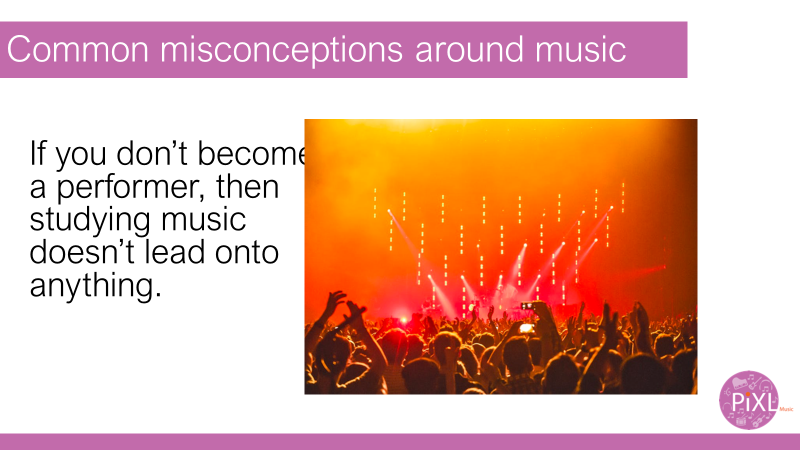 Common misconceptions around music
If you don’t become
a performer, then
studying music
doesn’t lead onto
anything.
PiXL
Music